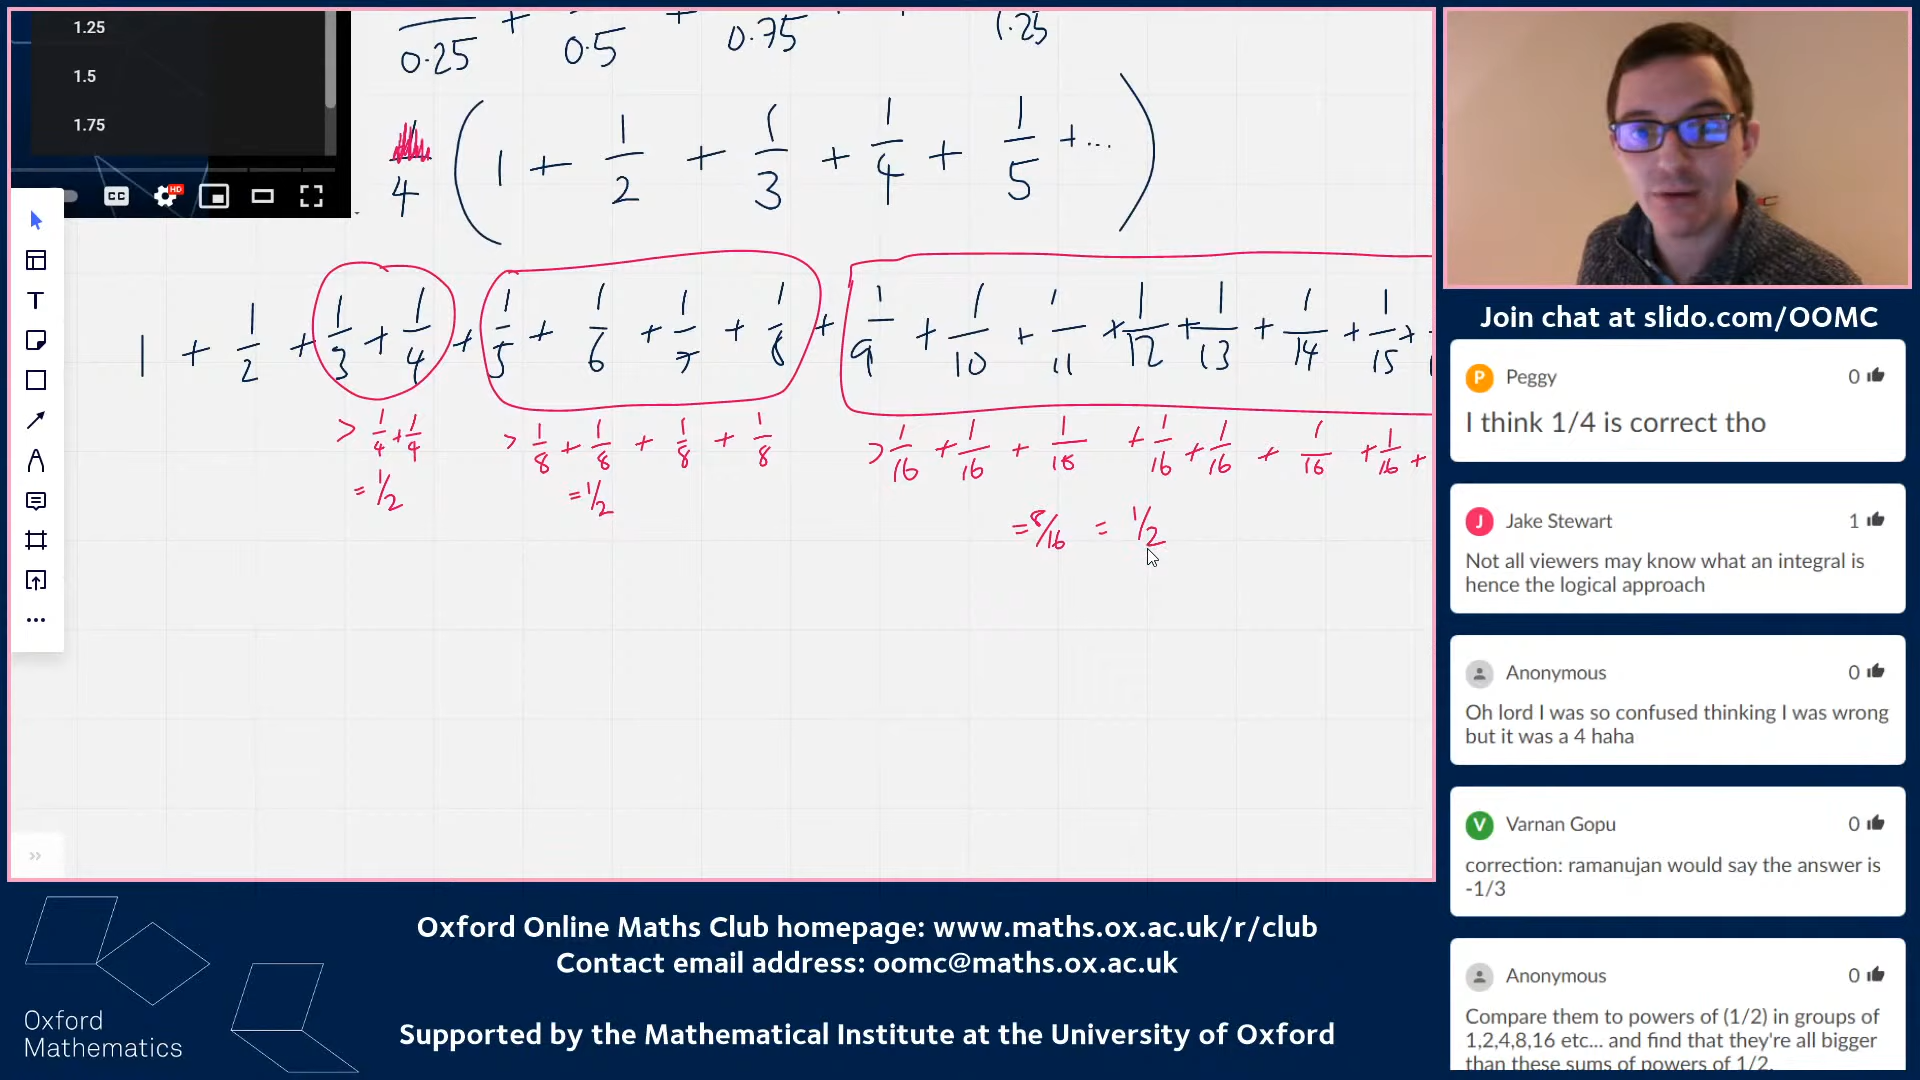 1.25
1.5
1.75
CC
HD
0.25 + 0.5 + 0.75 1.25
4 ( 1 + 1/2 + 1/3 + 1/4 + 1/5 + ... )
1 + 1/2 + 1/3 + 1/4 + 1/5 + 1/6 + 1/7 + 1/8 + 1/9 + 1/10 + 1/11 + 1/12 + 1/13 + 1/14 + 1/15 +
> 1/4 + 1/4
= 1/2
> 1/8 + 1/8 + 1/8 + 1/8
= 1/2
> 1/16 + 1/16 + 1/16 + 1/16 + 1/16 + 1/16 + 1/16 +
= 8/16 = 1/2
T
»
Join chat at slido.com/OOMC
P Peggy 0
I think 1/4 is correct tho
J Jake Stewart 1
Not all viewers may know what an integral is
hence the logical approach
Anonymous 0
Oh lord I was so confused thinking I was wrong
but it was a 4 haha
V Varnan Gopu 0
correction: ramanujan would say the answer is
-1/3
Anonymous 0
Compare them to powers of (1/2) in groups of
1,2,4,8,16 etc... and find that they're all bigger
than these sums of powers of 1/2.
Oxford Online Maths Club homepage: www.maths.ox.ac.uk/r/club
Contact email address: oomc@maths.ox.ac.uk
Supported by the Mathematical Institute at the University of Oxford
Oxford
Mathematics